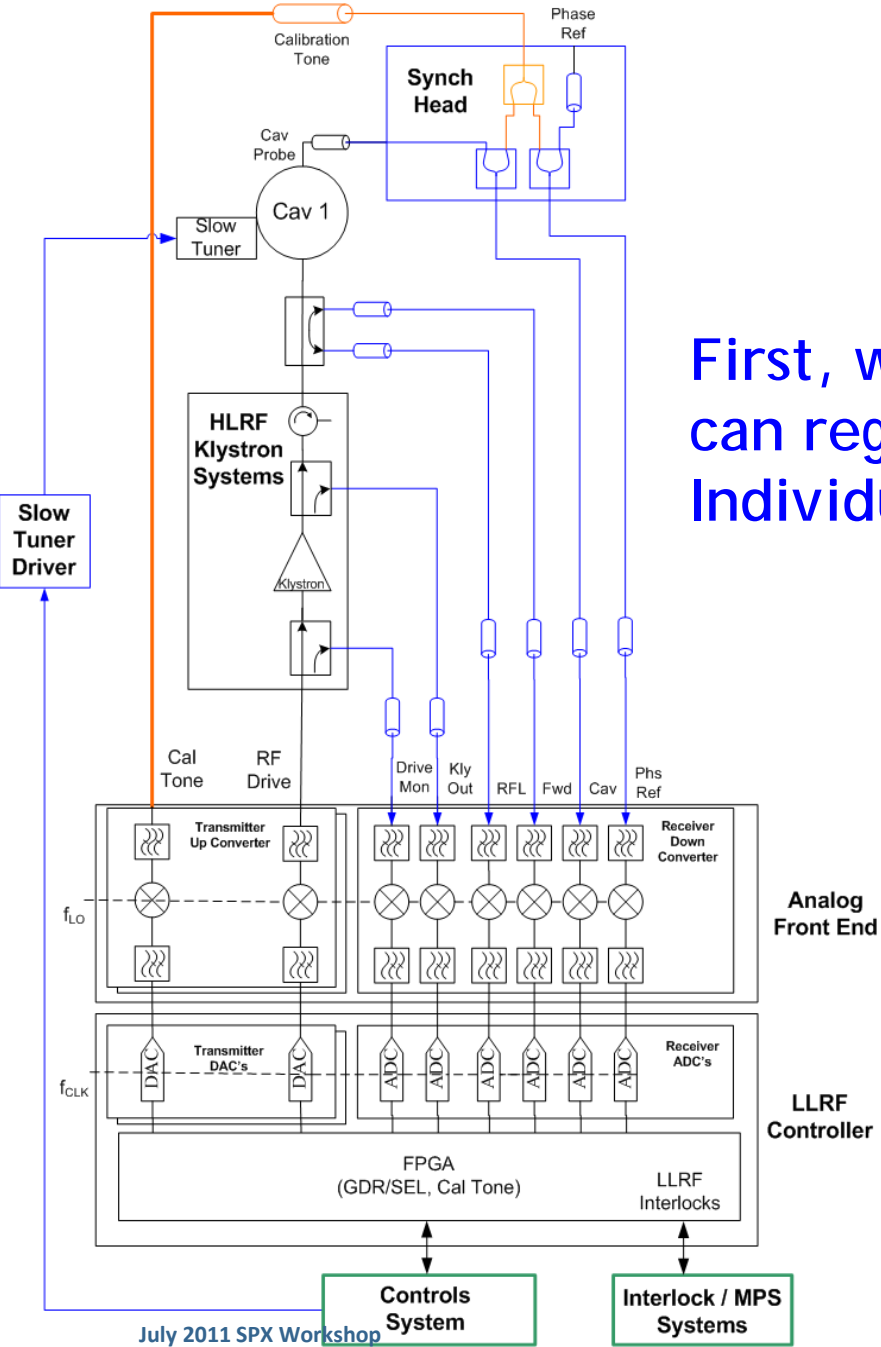 Phase
Ref
Calibration
Tone
Synch
Head
Cav
Probe
Cav 1
Slow
Tuner
First, w
can reg
Individu
HLRF
Klystron
Systems
Slow
Tuner
Driver
Klystron
Cal
Tone
RF
Drive
Drive
Mon
Kly
Out
RFL
Fwd
Cav
Phs
Ref
Transmitter
Up Converter
Receiver
Down
Converter
fLO
Analog
Front End
Transmitter
DAC's
Receiver
ADC's
DAC
DAC
ADC
ADC
ADC
ADC
ADC
ADC
fCLK
LLRF
Controller
FPGA
(GDR/SEL, Cal Tone)
LLRF
Interlocks
Controls
System
Interlock / MPS
Systems
July 2011 SPX Workshop